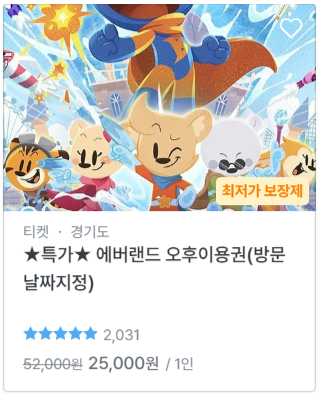 최저가 보장제
티켓 · 경기도
★특가★ 에버랜드 오후이용권(방문
날짜지정)
★★★★★ 2,031
52,000원 25,000원 / 1인